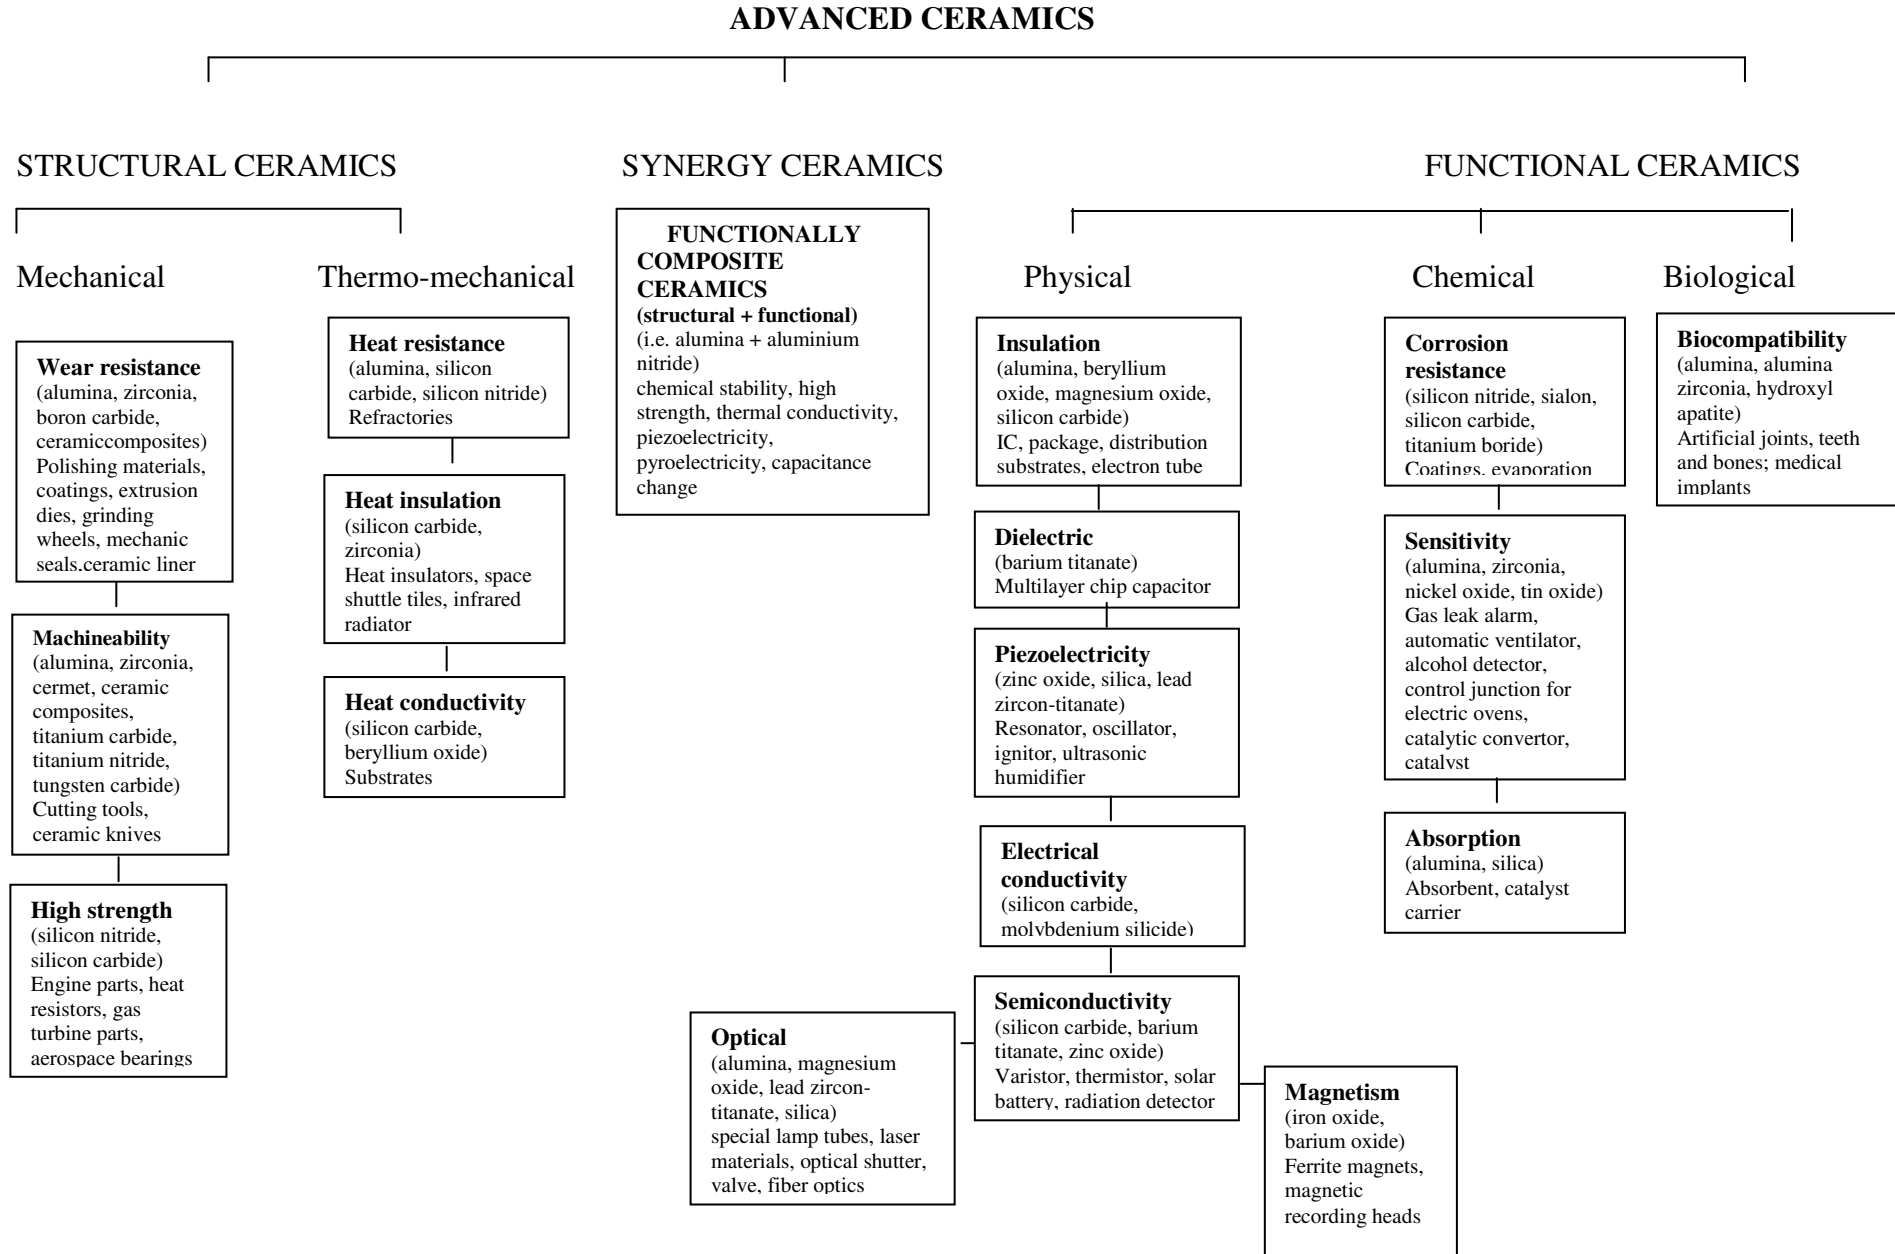 ADVANCED CERAMICS
STRUCTURAL CERAMICS
SYNERGY CERAMICS
FUNCTIONAL CERAMICS
Mechanical
Thermo-mechanical
Physical
Chemical
Biological
Wear resistance
(alumina, zirconia,
boron carbide,
ceramiccomposites)
Polishing materials,
coatings, extrusion
dies, grinding
wheels, mechanic
seals.ceramic liner
Machineability
(alumina, zirconia,
cermet, ceramic
composites,
titanium carbide,
titanium nitride,
tungsten carbide)
Cutting tools,
ceramic knives
High strength
(silicon nitride,
silicon carbide)
Engine parts, heat
resistors, gas
turbine parts,
aerospace bearings
Heat resistance
(alumina, silicon
carbide, silicon nitride)
Refractories
Heat insulation
(silicon carbide,
zirconia)
Heat insulators, space
shuttle tiles, infrared
radiator
Heat conductivity
(silicon carbide,
beryllium oxide)
Substrates
FUNCTIONALLY
COMPOSITE
CERAMICS
(structural + functional)
(i.e. alumina + aluminium
nitride)
chemical stability, high
strength, thermal conductivity,
piezoelectricity,
pyroelectricity, capacitance
change
Insulation
(alumina, beryllium
oxide, magnesium oxide,
silicon carbide)
IC, package, distribution
substrates, electron tube
Dielectric
(barium titanate)
Multilayer chip capacitor
Piezoelectricity
(zinc oxide, silica, lead
zircon-titanate)
Resonator, oscillator,
ignitor, ultrasonic
humidifier
Electrical
conductivity
(silicon carbide,
molybdenium silicide)
Semiconductivity
(silicon carbide, barium
titanate, zinc oxide)
Varistor, thermistor, solar
battery, radiation detector
Optical
(alumina, magnesium
oxide, lead zircon-
titanate, silica)
special lamp tubes, laser
materials, optical shutter,
valve, fiber optics
Magnetism
(iron oxide,
barium oxide)
Ferrite magnets,
magnetic
recording heads
Corrosion
resistance
(silicon nitride, sialon,
silicon carbide,
titanium boride)
Coatings, evaporation
Sensitivity
(alumina, zirconia,
nickel oxide, tin oxide)
Gas leak alarm,
automatic ventilator,
alcohol detector,
control junction for
electric ovens,
catalytic convertor,
catalyst
Absorption
(alumina, silica)
Absorbent, catalyst
carrier
Biocompatibility
(alumina, alumina
zirconia, hydroxyl
apatite)
Artificial joints, teeth
and bones; medical
implants